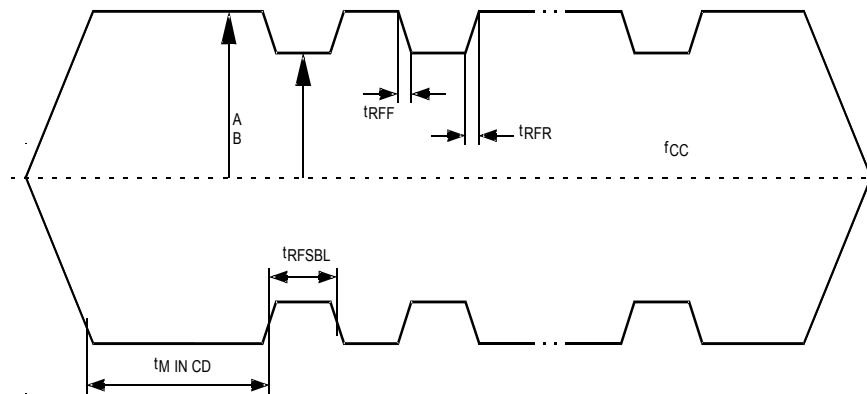 A
B
tRFF
tRFR
fCC
tRFSBL
tM IN CD